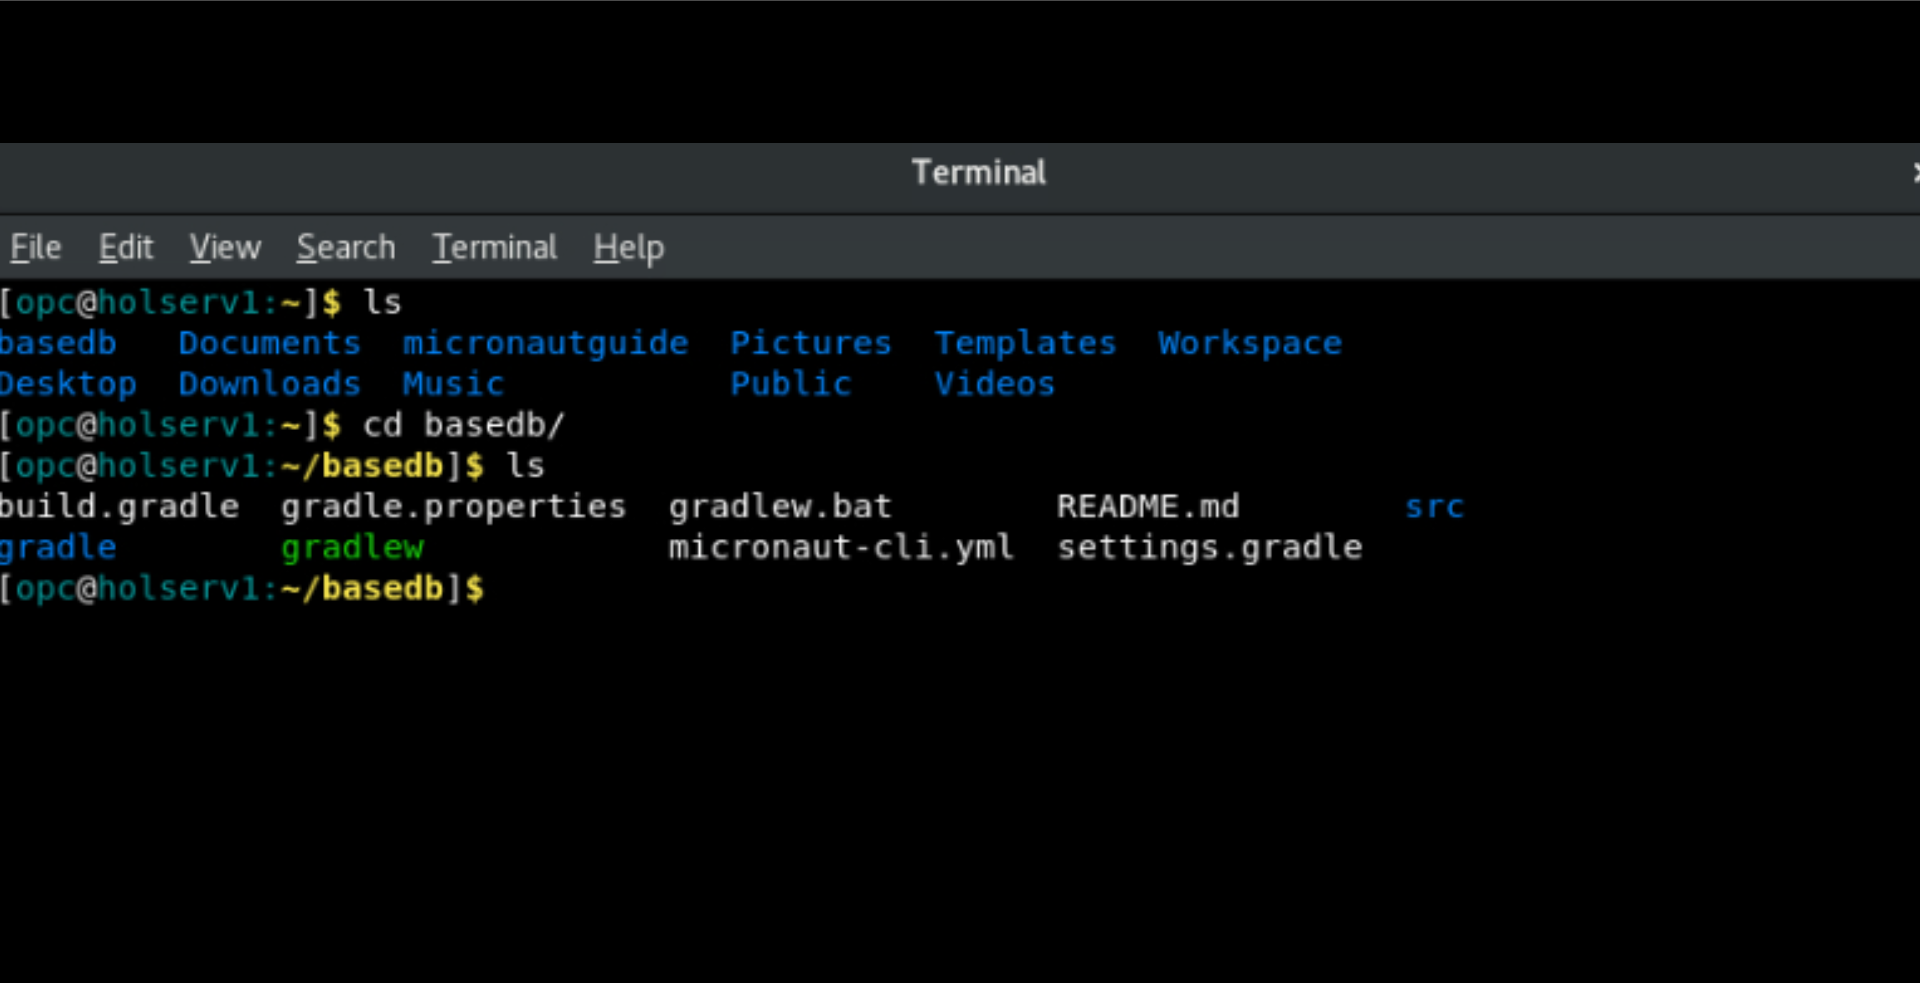 Terminal
File Edit View Search Terminal Help
[opc@holserv1:~]$ ls
basedb Documents micronautguide Pictures Templates Workspace
Desktop Downloads Music Public Videos
[opc@holserv1:~]$ cd basedb/
[opc@holserv1:~/basedb]$ ls
build.gradle gradle.properties gradlew.bat README.md src
gradle gradlew micronaut-cli.yml settings.gradle
[opc@holserv1:~/basedb]$